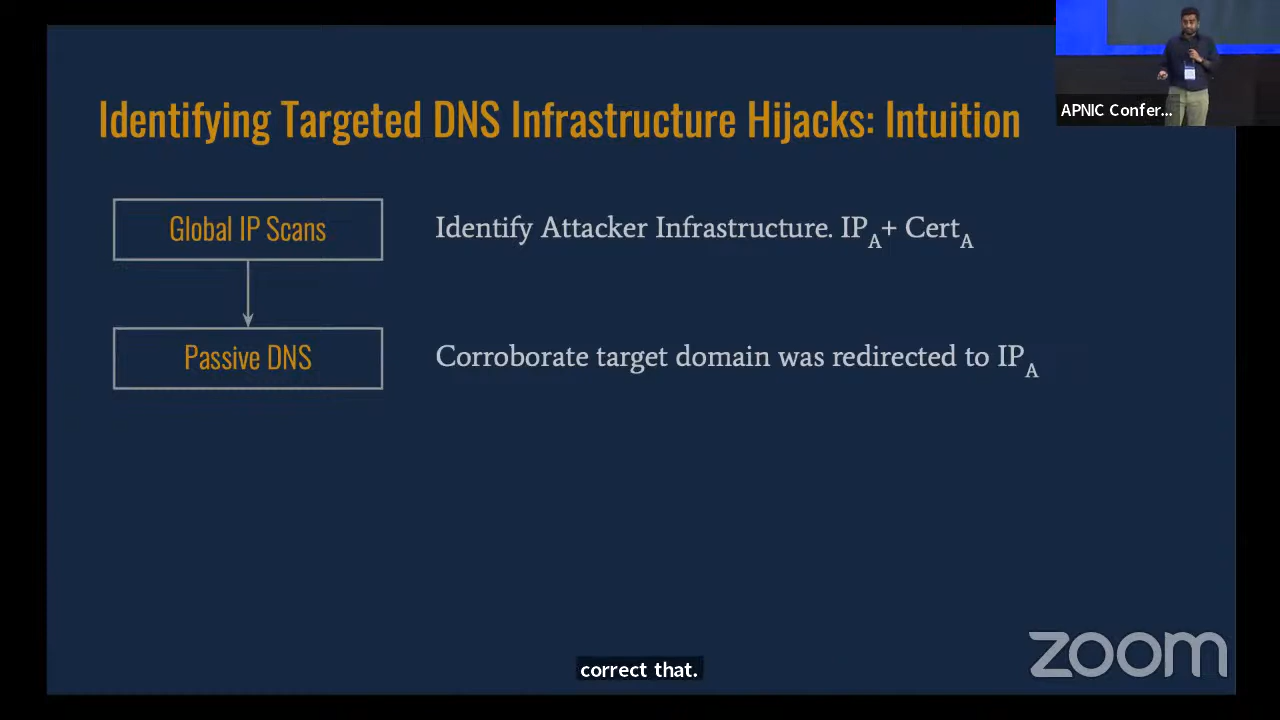 Identifying Targeted DNS Infrastructure Hijacks: Intuition
APNIC Confer...
Global IP Scans
Identify Attacker Infrastructure. IPA+ CertA
Passive DNS
Corroborate target domain was redirected to IPA
zoom
correct that.